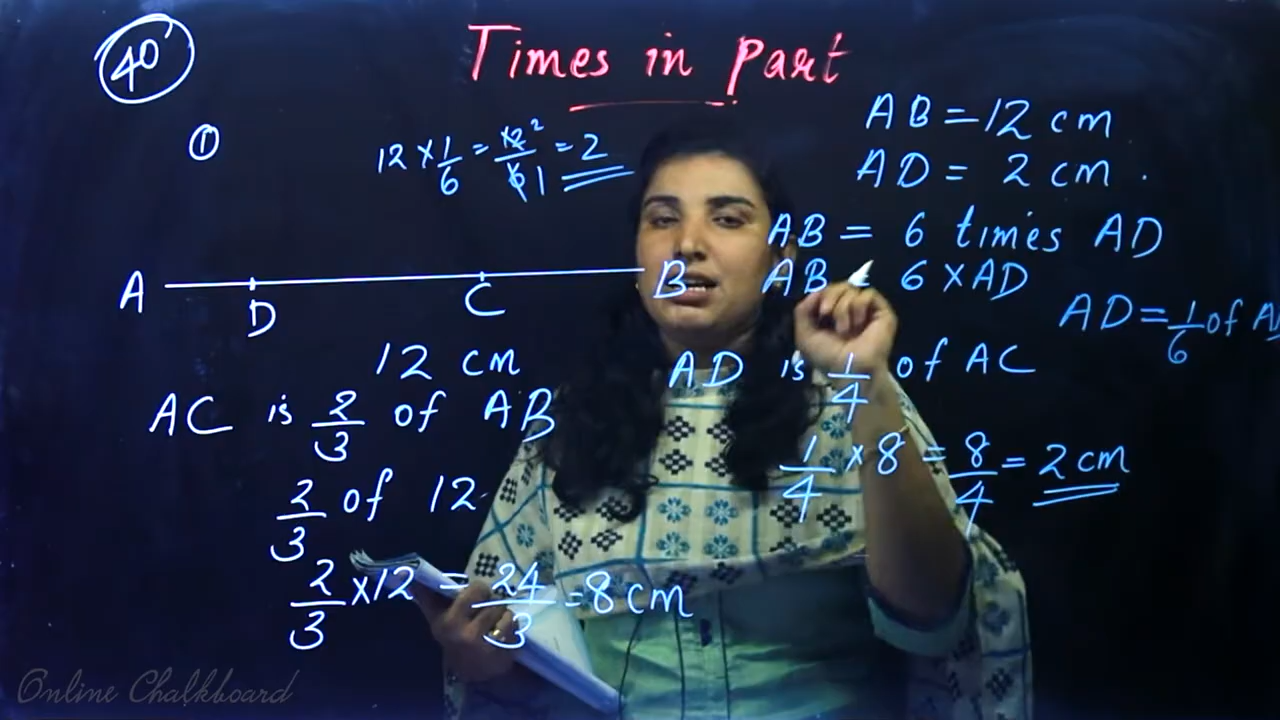 40
Times in part
①
12 × 1/6 = 12²/6 1 = 2
AB = 12 cm
AD = 2 cm.
AB = 6 times AD
AB = 6 × AD
AD = 1/6 of
A D C B
12 cm
AC is 2/3 of AB
2/3 of 12
2/3 × 12 = 24/3 = 8 cm
AD is 1/4 of AC
1/4 × 8 = 8/4 = 2 cm
Online Chalkboard